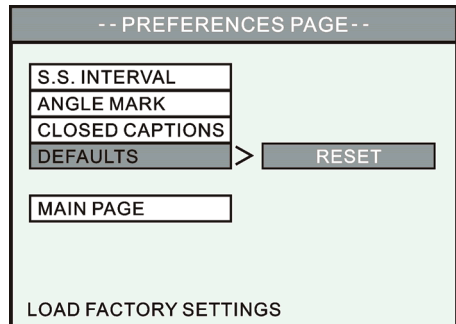 -- PREFERENCES PAGE--
S.S. INTERVAL
ANGLE MARK
CLOSED CAPTIONS
DEFAULTS > RESET
MAIN PAGE
LOAD FACTORY SETTINGS